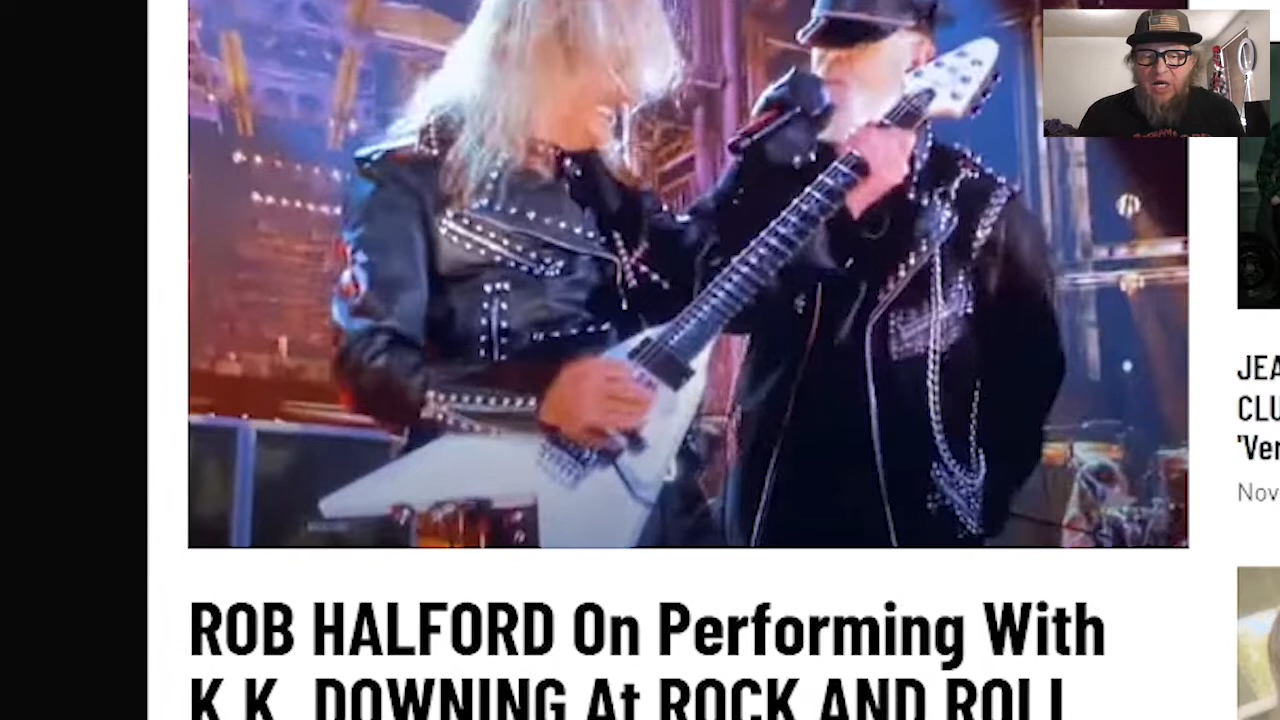 ROB HALFORD On Performing With
K.K. DOWNING At ROCK AND ROLL
JEA
CLU
'Ver
Nov